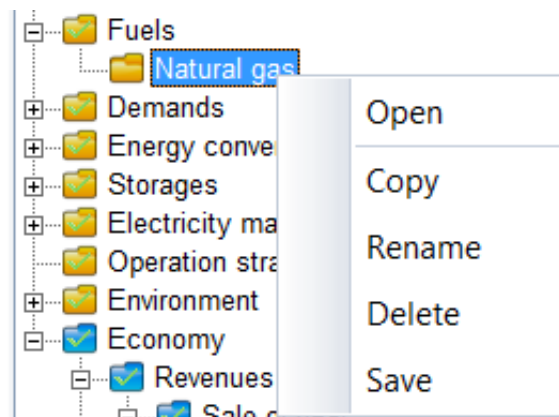 Fuels
Natural gas
Demands
Energy conve
Storages
Electricity ma
Operation stra
Environment
Economy
Revenues
Sale
Open
Copy
Rename
Delete
Save